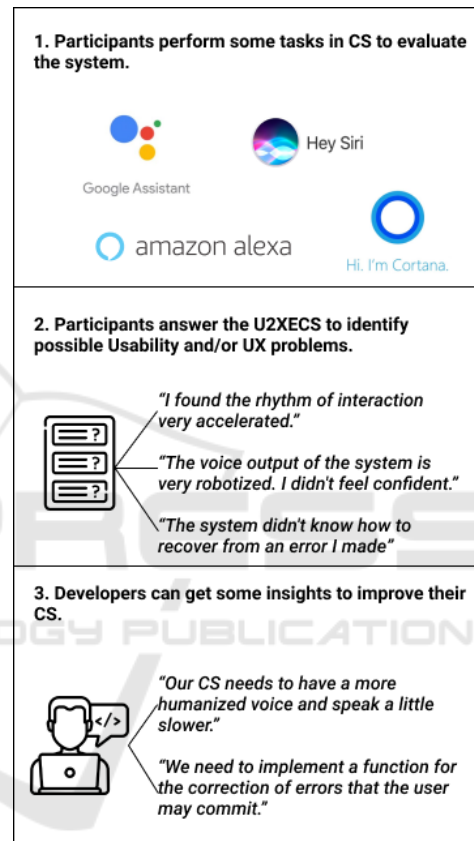 1. Participants perform some tasks in CS to evaluate
the system.
Google Assistant
Hey Siri
amazon alexa
Hi. I'm Cortana.
2. Participants answer the U2XECS to identify
possible Usability and/or UX problems.
?
?
?
“I found the rhythm of interaction
very accelerated.”
“The voice output of the system is
very robotized. I didn't feel confident.”
“The system didn't know how to
recover from an error I made”
3. Developers can get some insights to improve their
CS.
</>
“Our CS needs to have a more
humanized voice and speak a little
slower.”
“We need to implement a function for
the correction of errors that the user
may commit.”
PRESS
OGY PUBLICATION